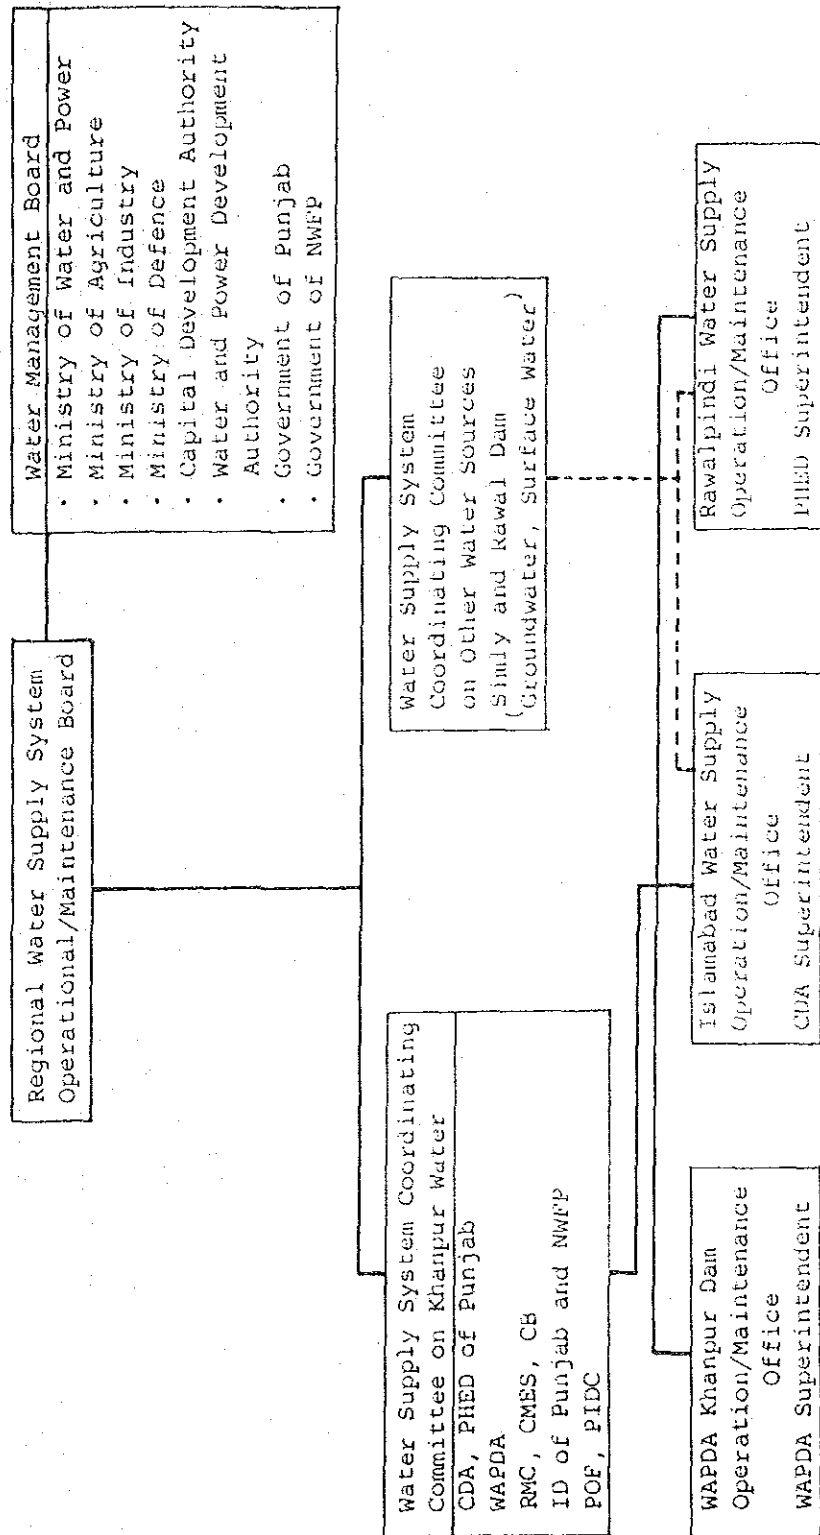 Regional Water Supply System
Operational/Maintenance Board
Water Management Board
· Ministry of Water and Power
· Ministry of Agriculture
· Ministry of Industry
· Ministry of Defence
· Capital Development Authority
· Water and Power Development
Authority
· Government of Punjab
· Government of NWFP
Water Supply System Coordinating
Committee on Khanpur Water
CDA, PHED of Punjab
WAPDA
RMC, CMES, CB
ID of Punjab and NWFP
POF, PIDC
Water Supply System
Coordinating Committee
on Other Water Sources
Simly and Rawal Dam
(Groundwater, Surface Water)
WAPDA Khanpur Dam
Operation/Maintenance
Office
WAPDA Superintendent
Islamabad Water Supply
Operation/Maintenance
Office
CDA Superintendent
Rawalpindi Water Supply
Operation/Maintenance
Office
PHED Superintendent